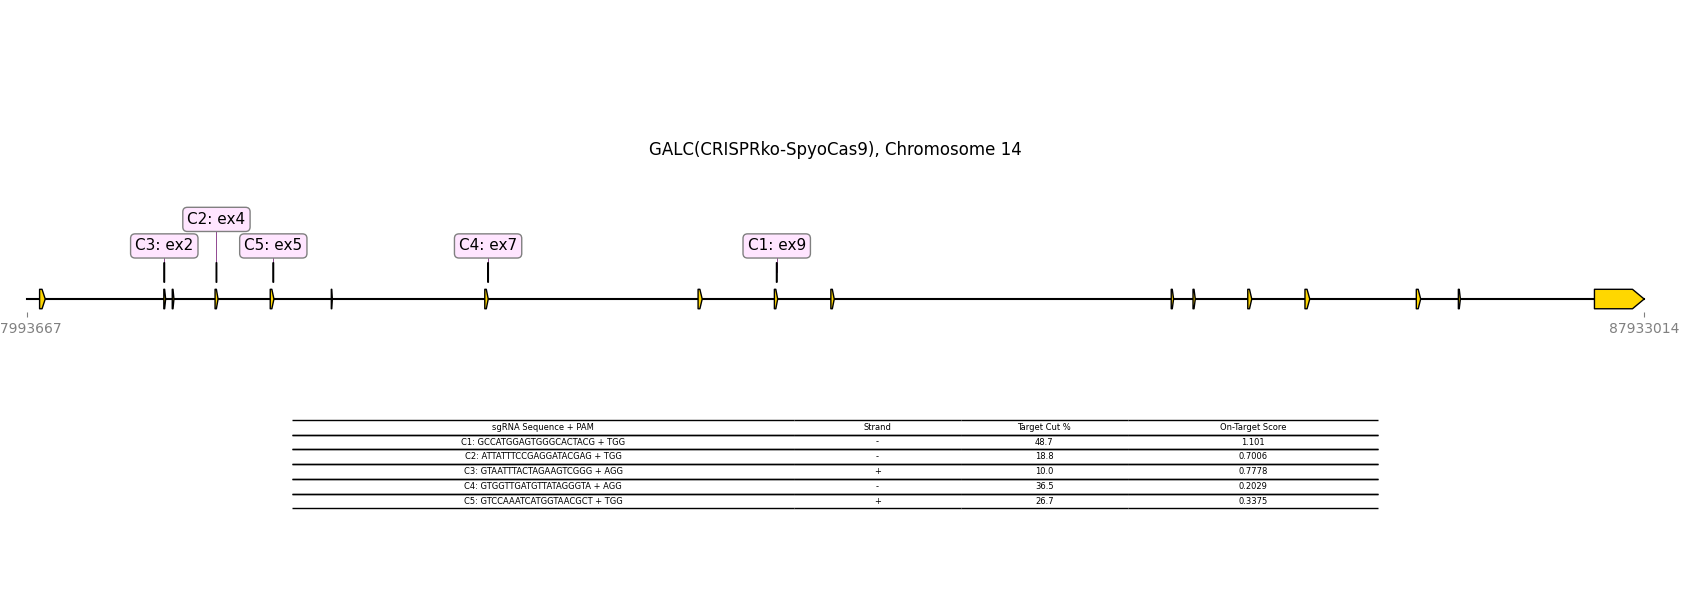 GALC(CRISPRko-SpyoCas9), Chromosome 14
C2: ex4
C3: ex2 C5: ex5 C4: ex7 C1: ex9
7993667 87933014
sgRNA Sequence + PAM Strand Target Cut % On-Target Score
C1: GCCATGGAGTGGGCACTACG + TGG - 48.7 1.101
C2: ATTATTTCCGAGGATACGAG + TGG - 18.8 0.7006
C3: GTAATTTACTAGAAGTCGGG + AGG + 10.0 0.7778
C4: GTGGTTGATGTTATAGGGTA + AGG - 36.5 0.2029
C5: GTCCAAATCATGGTAACGCT + TGG + 26.7 0.3375